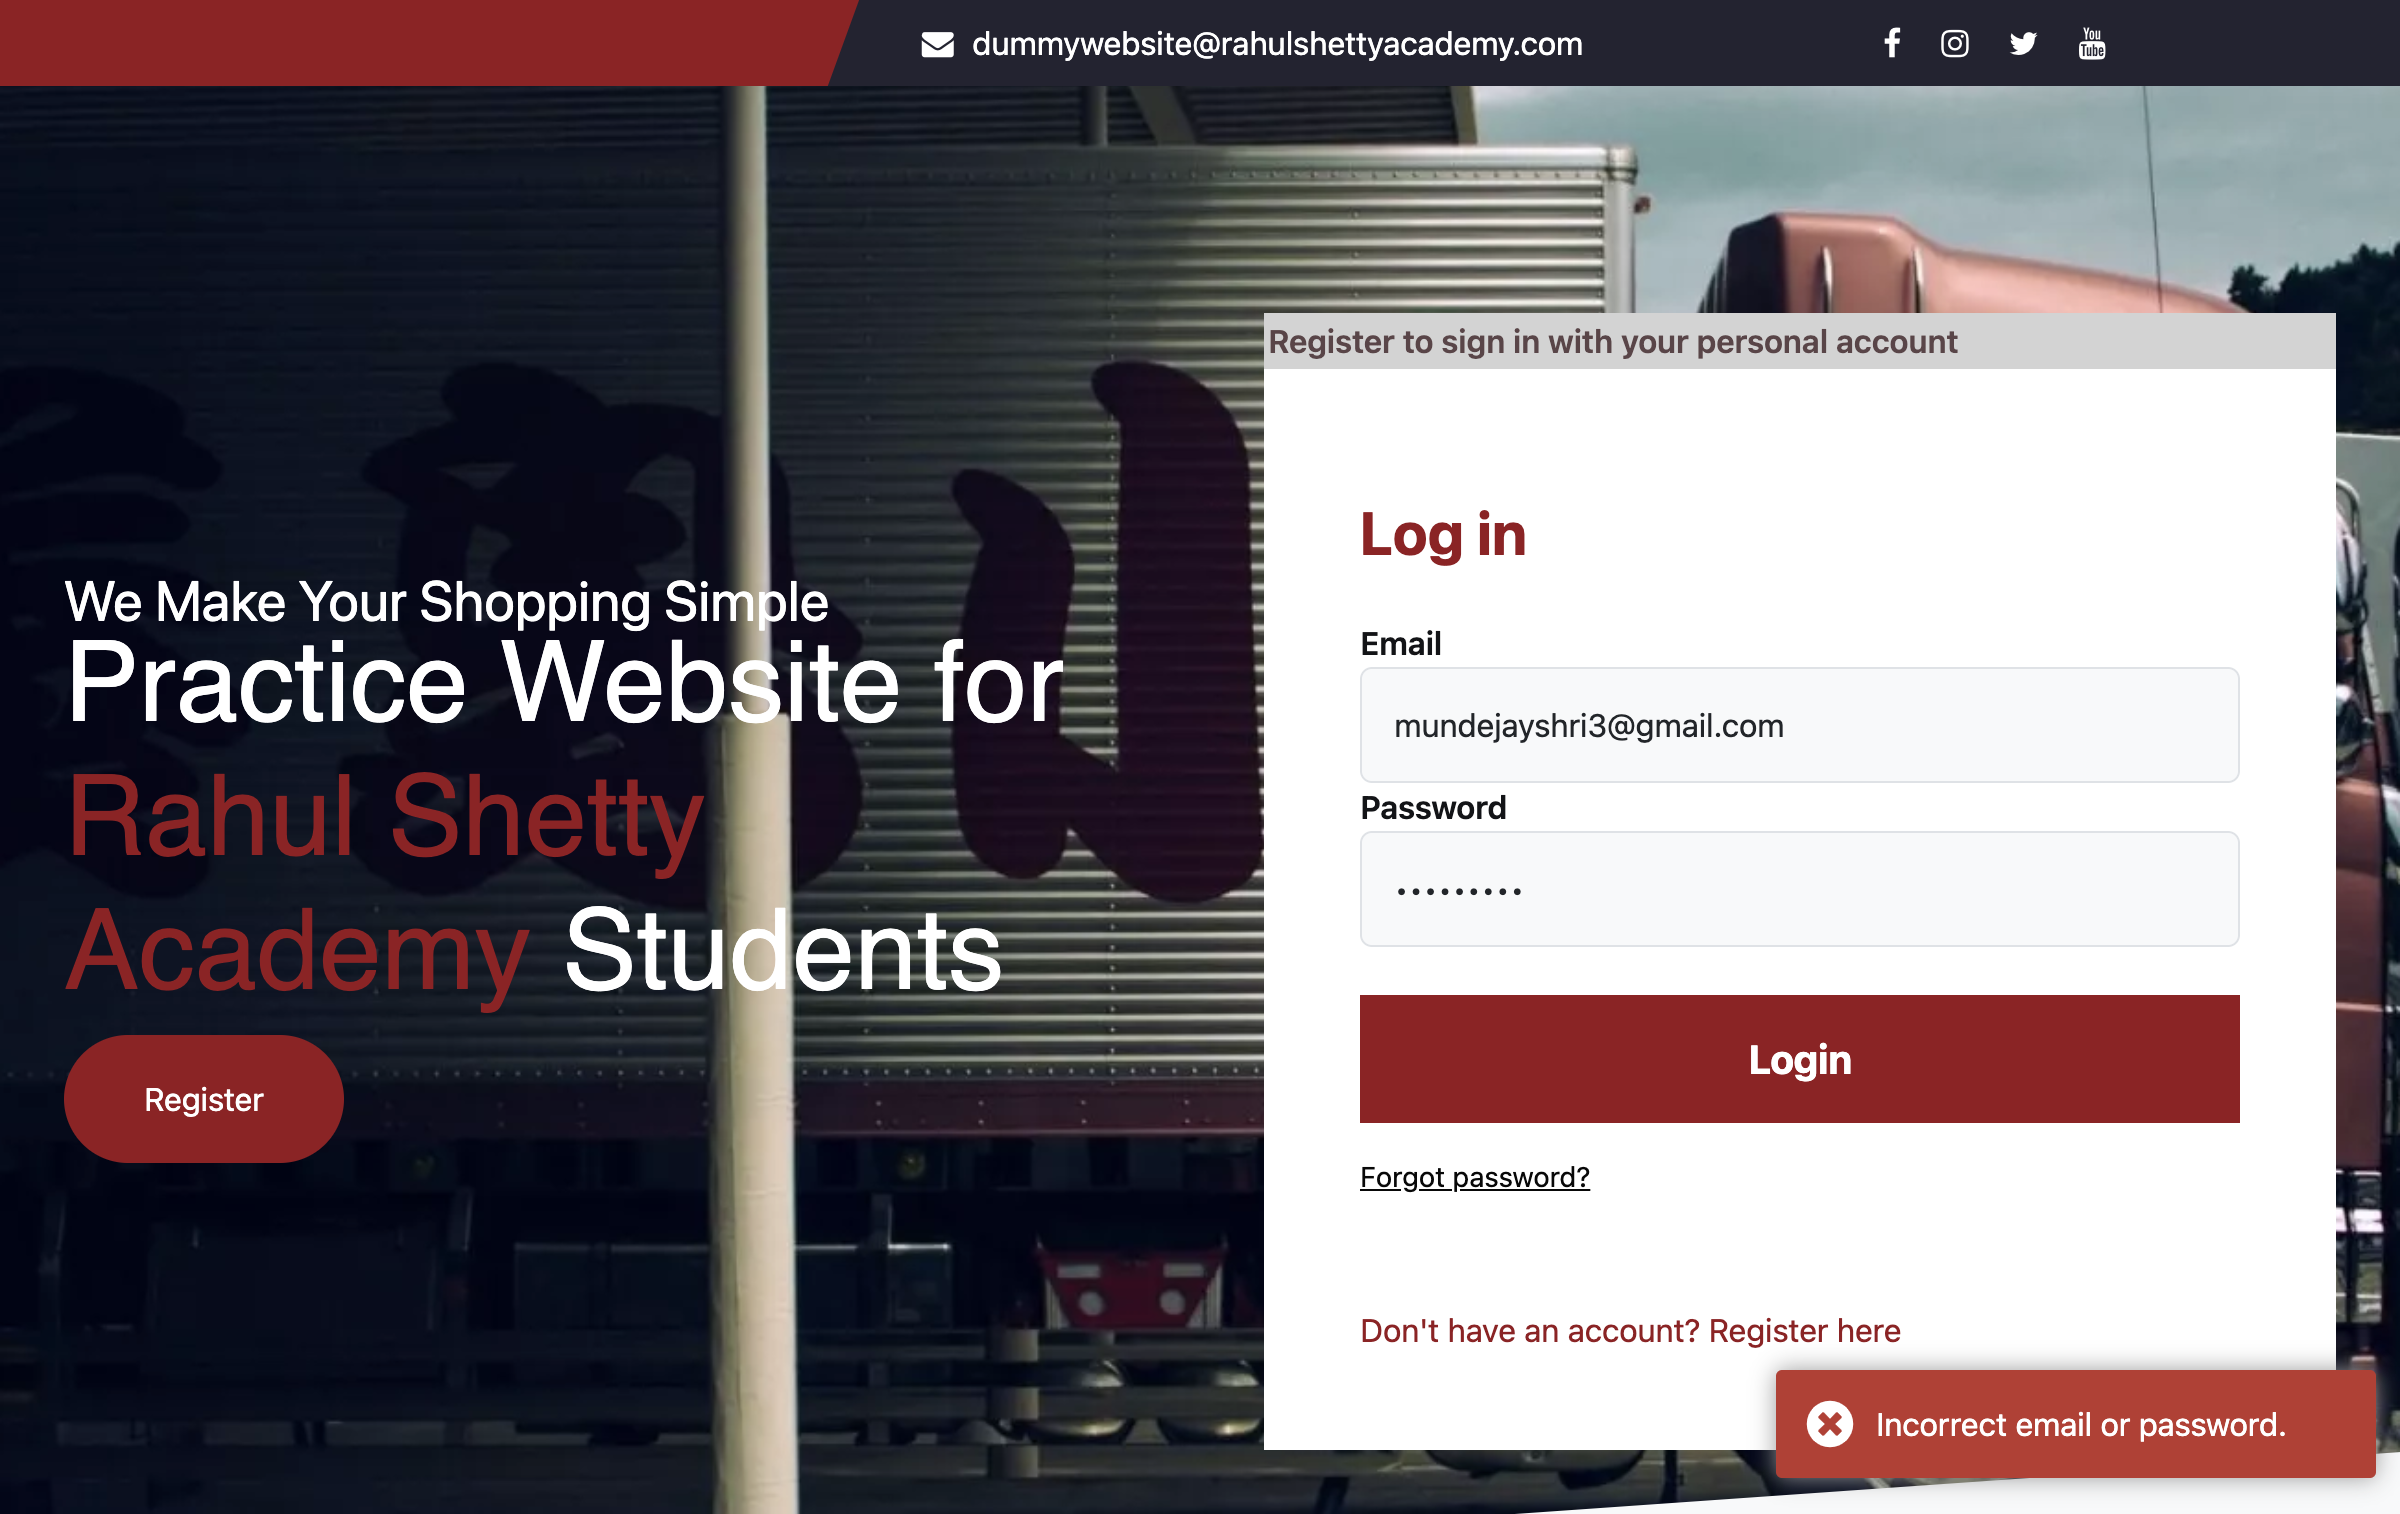 dummywebsite@rahulshettyacademy.com
You
Tube
We Make Your Shopping Simple
Practice Website for
Rahul Shetty
Academy Students
Register
Register to sign in with your personal account
Log in
Email
mundejayshri3@gmail.com
Password
•••••••••
Login
Forgot password?
Don't have an account? Register here
Incorrect email or password.